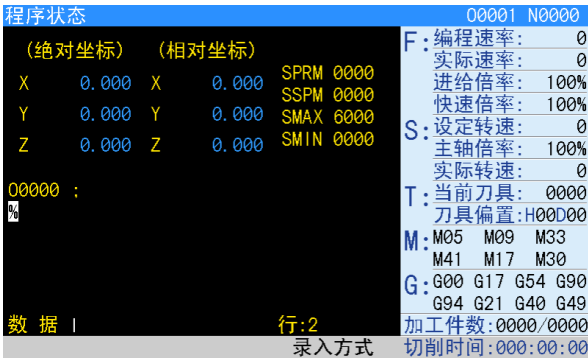 程序状态 O0001 N0000
(绝对坐标) (相对坐标)
X 0.000 X 0.000 SPRM 0000
SSPM 0000
Y 0.000 Y 0.000 SMAX 6000
Z 0.000 Z 0.000 SMIN 0000
O0000 ;
%
数据 行:2
录入方式
F:编程速率: 0
实际速率: 0
进给倍率: 100%
快速倍率: 100%
S:设定转速: 0
主轴倍率: 100%
实际转速: 0
T:当前刀具: 0000
刀具偏置:H00D00
M:M05 M09 M33
M41 M17 M30
G:G00 G17 G54 G90
G94 G21 G40 G49
加工件数:0000/0000
切削时间:000:00:00